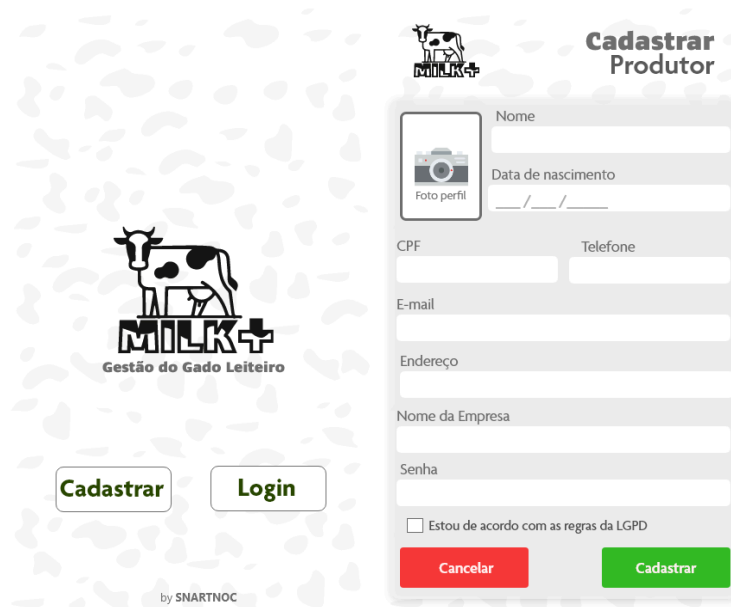 MILK+
Gestão do Gado Leiteiro
Cadastrar
Login
by SNARTNOC
MILK+
Cadastrar
Produtor
Foto perfil
Nome
Data de nascimento
___/___/_____
CPF
Telefone
E-mail
Endereço
Nome da Empresa
Senha
Estou de acordo com as regras da LGPD
Cancelar
Cadastrar